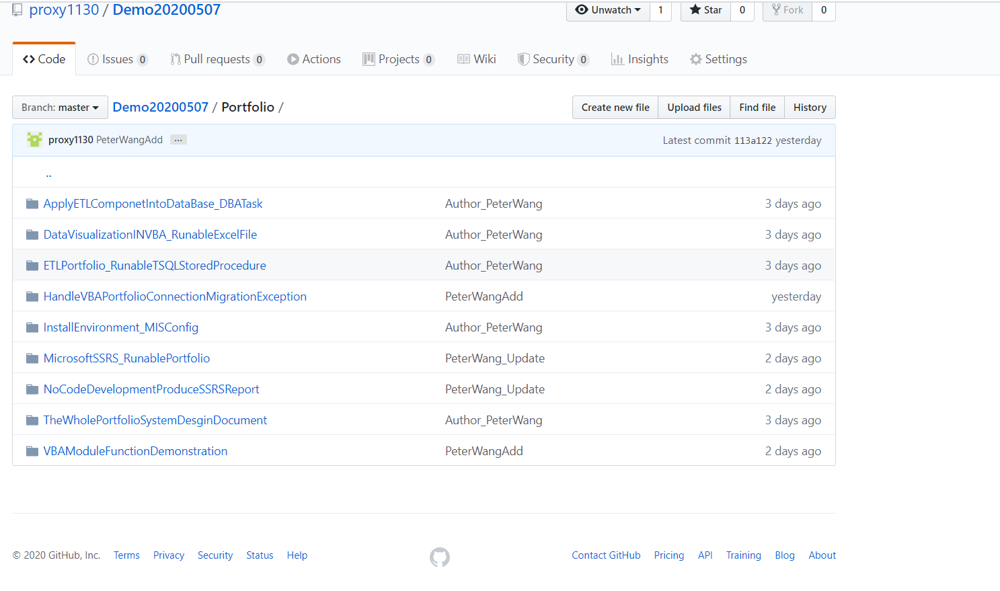 proxy1130 / Demo20200507 Unwatch 1 Star 0 Fork 0
Code Issues 0 Pull requests 0 Actions Projects 0 Wiki Security 0 Insights Settings
Branch: master Demo20200507 / Portfolio / Create new file Upload files Find file History
proxy1130 PeterWangAdd ... Latest commit 113a122 yesterday
..
ApplyETLComponetIntoDataBase_DBATask Author_PeterWang 3 days ago
DataVisualizationINVBA_RunableExcelFile Author_PeterWang 3 days ago
ETLPortfolio_RunableTSQLStoredProcedure Author_PeterWang 3 days ago
HandleVBAPortfolioConnectionMigrationException PeterWangAdd yesterday
InstallEnvironment_MISConfig Author_PeterWang 3 days ago
MicrosoftSSRS_RunablePortfolio PeterWang_Update 2 days ago
NoCodeDevelopmentProduceSSRSReport PeterWang_Update 2 days ago
TheWholePortfolioSystemDesginDocument Author_PeterWang 3 days ago
VBAModuleFunctionDemonstration PeterWangAdd 2 days ago
© 2020 GitHub, Inc. Terms Privacy Security Status Help Contact GitHub Pricing API Training Blog About